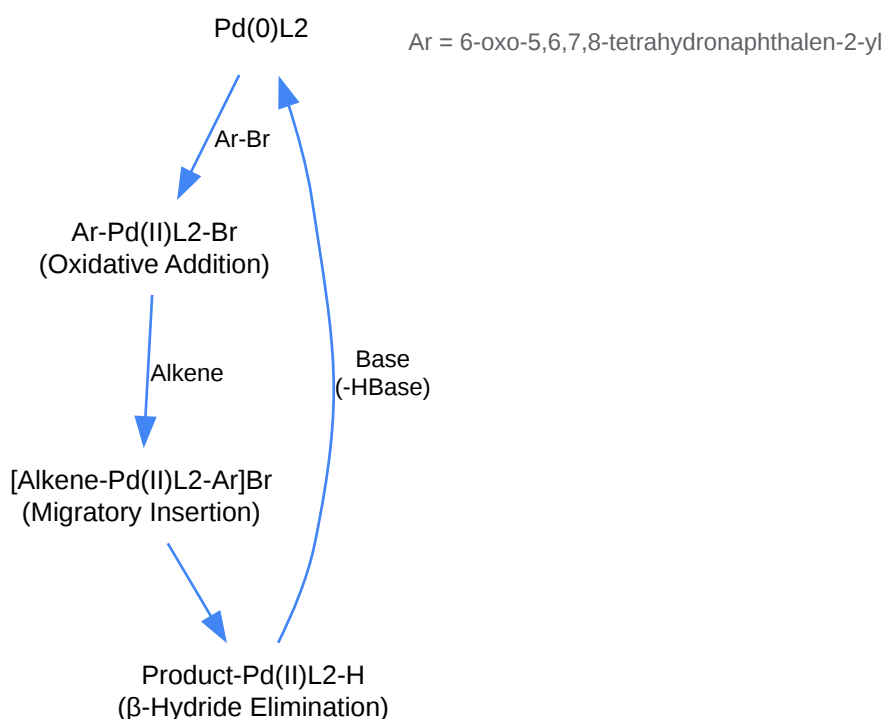 Pd(0)L2
Ar = 6-oxo-5,6,7,8-tetrahydronaphthalen-2-yl
Ar-Br
Ar-Pd(II)L2-Br
(Oxidative Addition)
Alkene
Base
(-HBase)
[Alkene-Pd(II)L2-Ar]Br
(Migratory Insertion)
Product-Pd(II)L2-H
(β-Hydride Elimination)